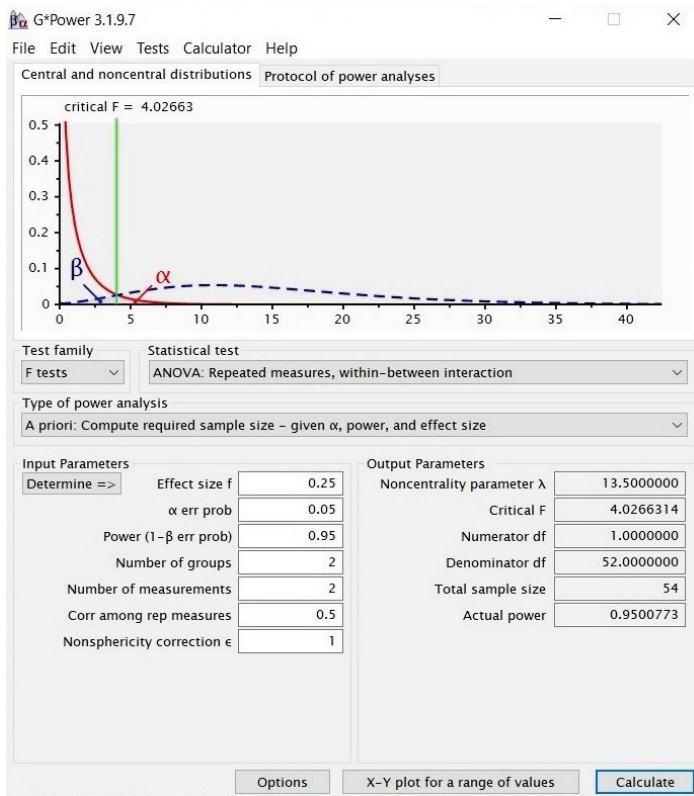 G*Power 3.1.9.7
File Edit View Tests Calculator Help
Central and noncentral distributions Protocol of power analyses
critical F = 4.02663
0.5
0.4
0.3
0.2
0.1
0
β
α
0 5 10 15 20 25 30 35 40
Test family Statistical test
F tests ANOVA: Repeated measures, within-between interaction
Type of power analysis
A priori: Compute required sample size – given α, power, and effect size
Input Parameters Output Parameters
Determine => Effect size f 0.25 Noncentrality parameter λ 13.5000000
α err prob 0.05 Critical F 4.0266314
Power (1-β err prob) 0.95 Numerator df 1.0000000
Number of groups 2 Denominator df 52.0000000
Number of measurements 2 Total sample size 54
Corr among rep measures 0.5 Actual power 0.9500773
Nonsphericity correction ϵ 1
Options X-Y plot for a range of values Calculate